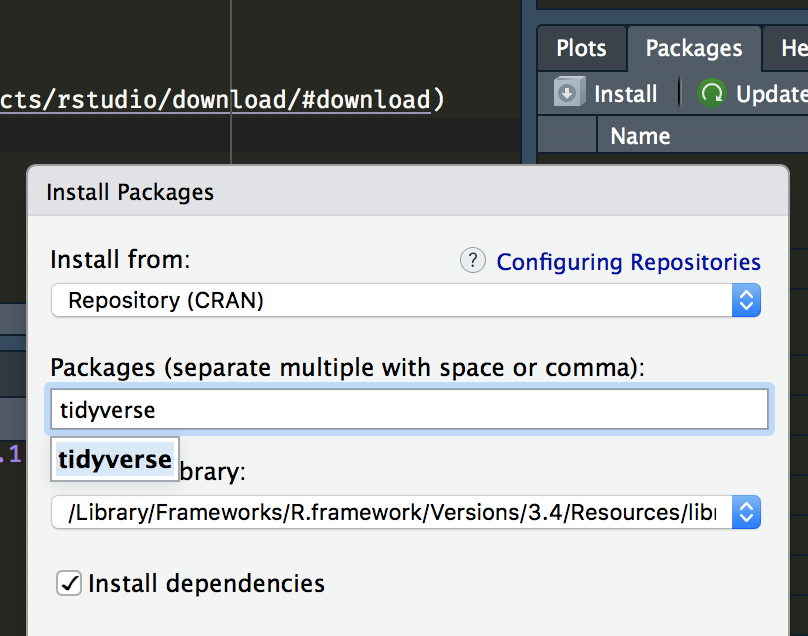 Plots Packages He
cts/rstudio/download/#download)
Install Update
Name
Install Packages
Install from:
? Configuring Repositories
Repository (CRAN)
Packages (separate multiple with space or comma):
tidyverse
tidyverse
brary:
.1
/Library/Frameworks/R.framework/Versions/3.4/Resources/libr
Install dependencies